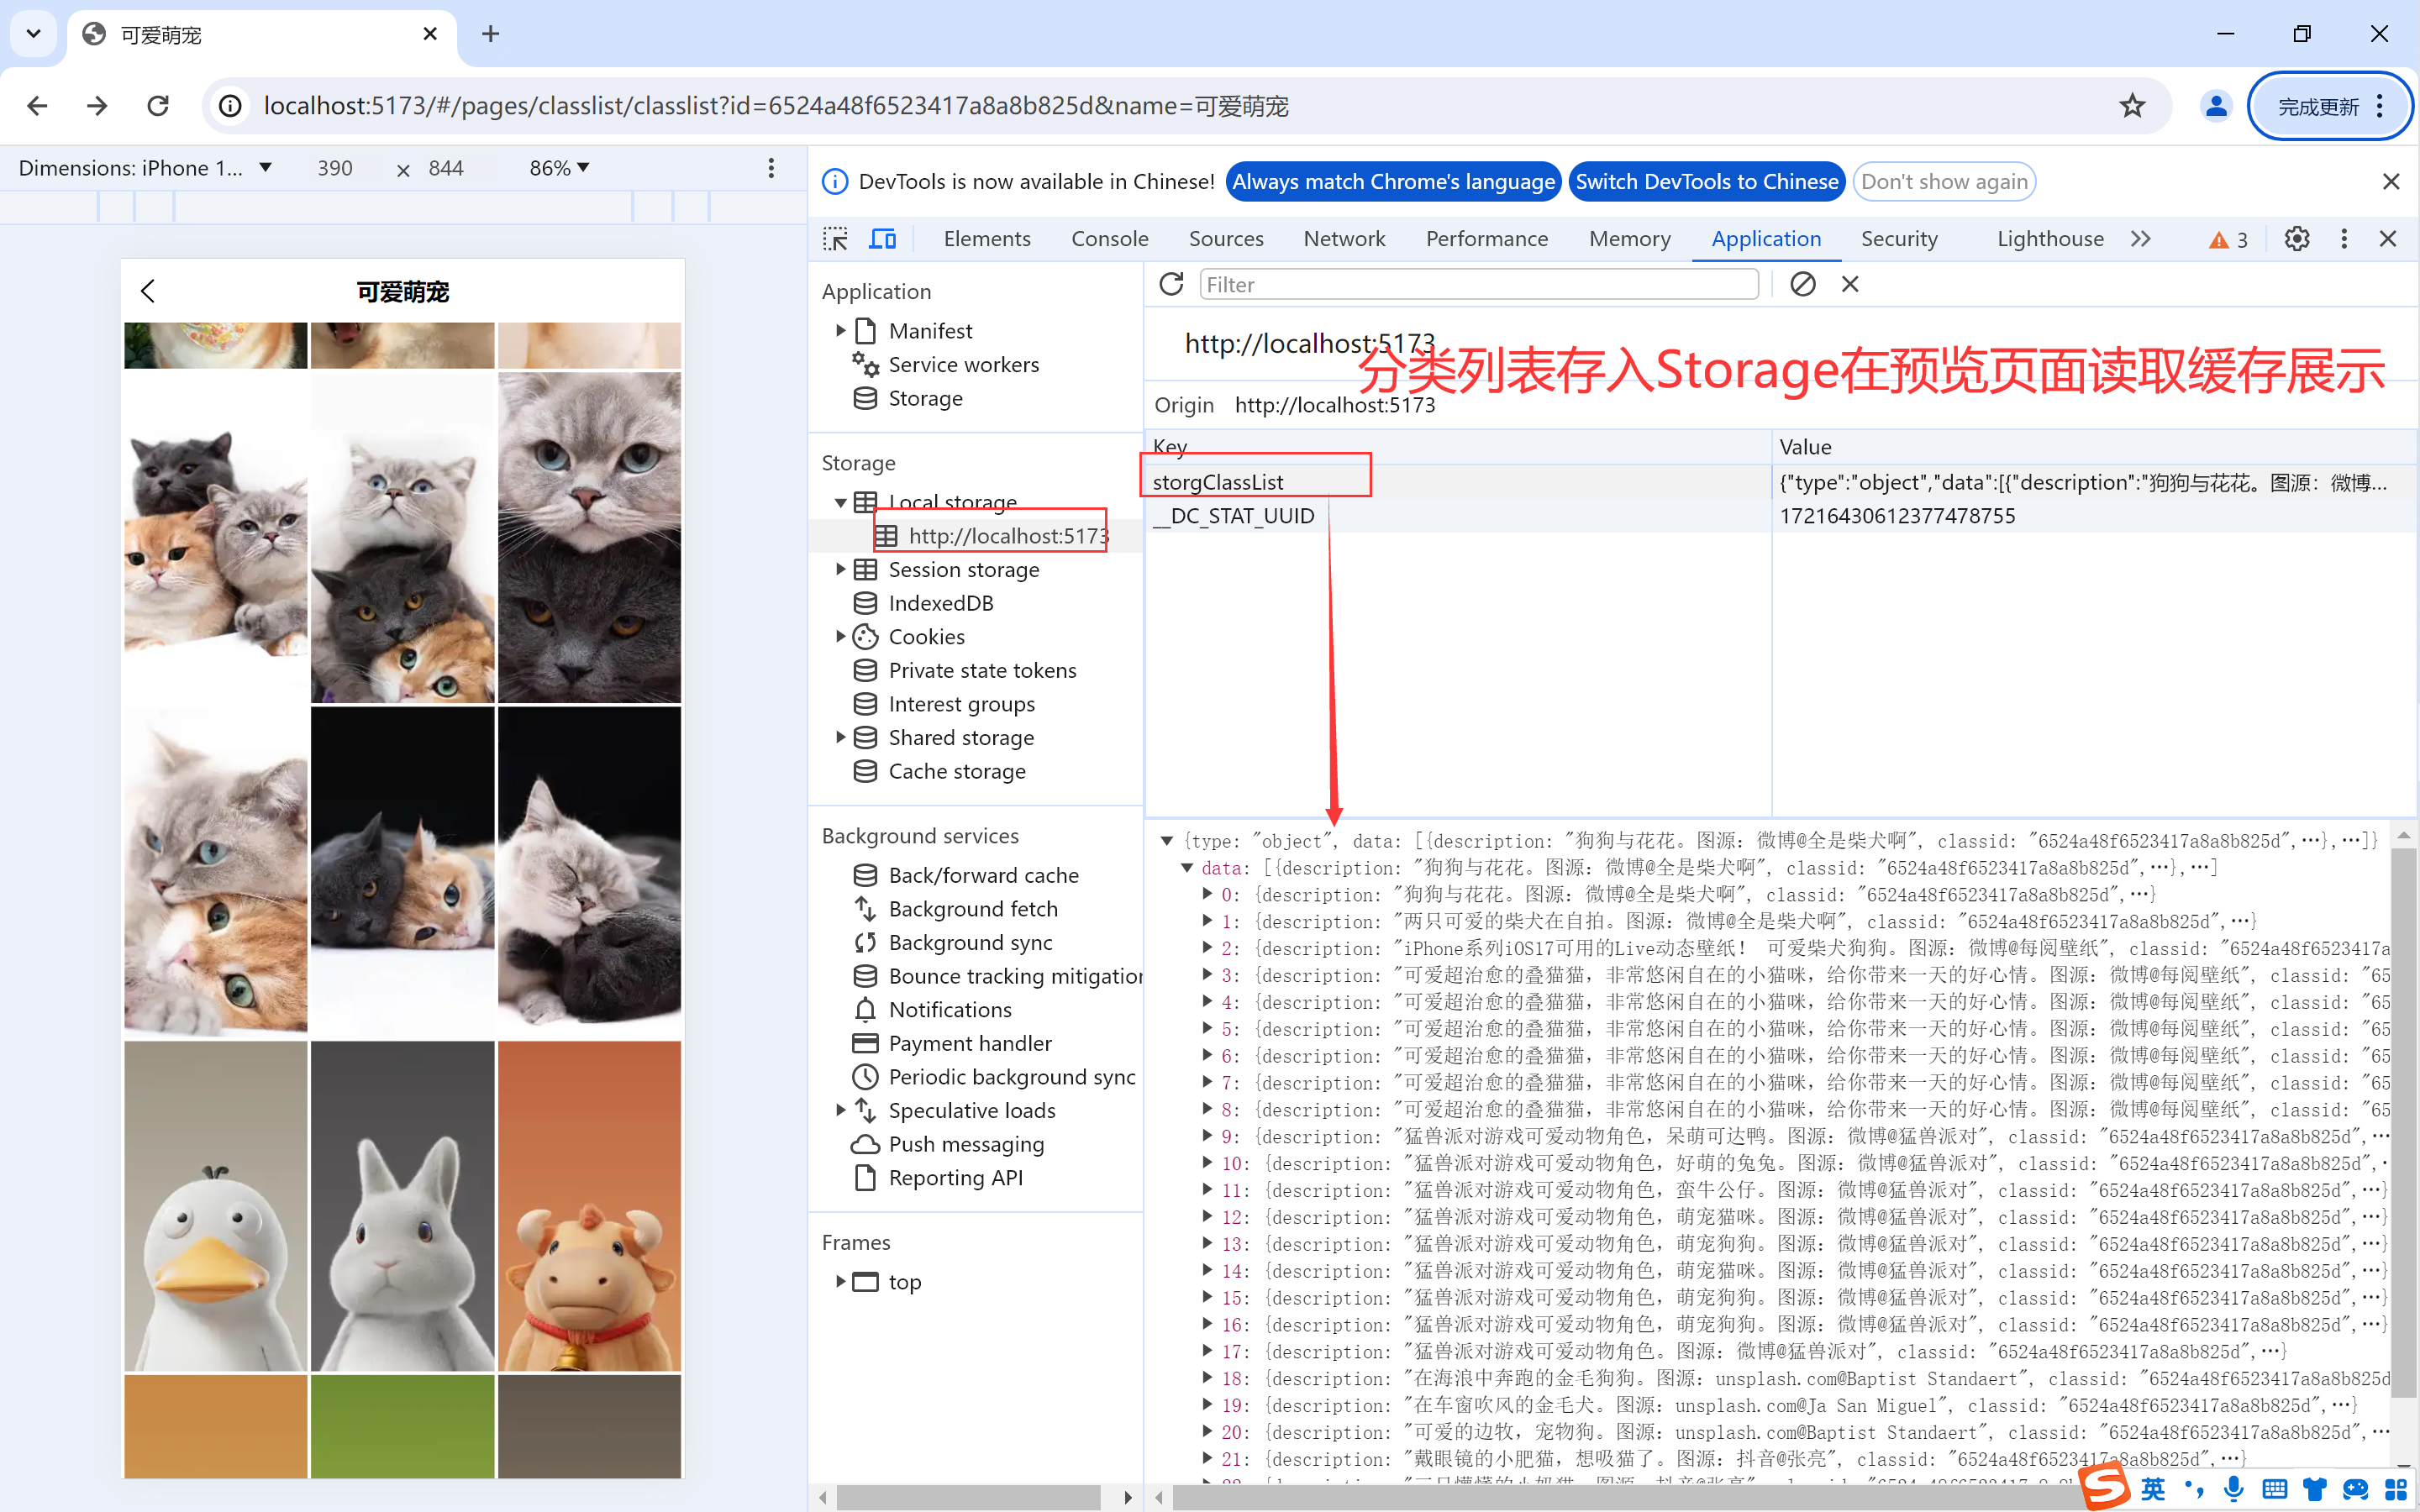 可爱萌宠
localhost:5173/#/pages/classlist/classlist?id=6524a48f6523417a8a8b825d&name=可爱萌宠
完成更新
Dimensions: iPhone 1...
390 × 844
86%
DevTools is now available in Chinese!
Always match Chrome's language
Switch DevTools to Chinese
Don't show again
Elements Console Sources Network Performance Memory Application Security Lighthouse
3
可爱萌宠
Application
Manifest
Service workers
Storage
Storage
Local storage
http://localhost:5173
Session storage
IndexedDB
Cookies
Private state tokens
Interest groups
Shared storage
Cache storage
Background services
Back/forward cache
Background fetch
Background sync
Bounce tracking mitigation
Notifications
Payment handler
Periodic background sync
Speculative loads
Push messaging
Reporting API
Frames
top
Filter
http://localhost:5173
分类列表存入Storage在预览页面读取缓存展示
Origin http://localhost:5173
Key Value
storgClassList {"type":"object","data":[{"description":"狗狗与花花。图源：微博...
__DC_STAT_UUID 17216430612377478755
{type: "object", data: [{description: "狗狗与花花。图源：微博@全是柴犬啊", classid: "6524a48f6523417a8a8b825d",…},…]}
data: [{description: "狗狗与花花。图源：微博@全是柴犬啊", classid: "6524a48f6523417a8a8b825d",…},…]
0: {description: "狗狗与花花。图源：微博@全是柴犬啊", classid: "6524a48f6523417a8a8b825d",…}
1: {description: "两只可爱的柴犬在自拍。图源：微博@全是柴犬啊", classid: "6524a48f6523417a8a8b825d",…}
2: {description: "iPhone系列iOS17可用的Live动态壁纸！ 可爱柴犬狗狗。图源：微博@每阅壁纸", classid: "6524a48f6523417a
3: {description: "可爱超治愈的叠猫猫，非常悠闲自在的小猫咪，给你带来一天的好心情。图源：微博@每阅壁纸", classid: "65
4: {description: "可爱超治愈的叠猫猫，非常悠闲自在的小猫咪，给你带来一天的好心情。图源：微博@每阅壁纸", classid: "65
5: {description: "可爱超治愈的叠猫猫，非常悠闲自在的小猫咪，给你带来一天的好心情。图源：微博@每阅壁纸", classid: "65
6: {description: "可爱超治愈的叠猫猫，非常悠闲自在的小猫咪，给你带来一天的好心情。图源：微博@每阅壁纸", classid: "65
7: {description: "可爱超治愈的叠猫猫，非常悠闲自在的小猫咪，给你带来一天的好心情。图源：微博@每阅壁纸", classid: "65
8: {description: "可爱超治愈的叠猫猫，非常悠闲自在的小猫咪，给你带来一天的好心情。图源：微博@每阅壁纸", classid: "65
9: {description: "猛兽派对游戏可爱动物角色，呆萌可达鸭。图源：微博@猛兽派对", classid: "6524a48f6523417a8a8b825d",…
10: {description: "猛兽派对游戏可爱动物角色，好萌的兔兔。图源：微博@猛兽派对", classid: "6524a48f6523417a8a8b825d",
11: {description: "猛兽派对游戏可爱动物角色，蛮牛公仔。图源：微博@猛兽派对", classid: "6524a48f6523417a8a8b825d",…}
12: {description: "猛兽派对游戏可爱动物角色，萌宠猫咪。图源：微博@猛兽派对", classid: "6524a48f6523417a8a8b825d",…}
13: {description: "猛兽派对游戏可爱动物角色，萌宠狗狗。图源：微博@猛兽派对", classid: "6524a48f6523417a8a8b825d",…}
14: {description: "猛兽派对游戏可爱动物角色，萌宠猫咪。图源：微博@猛兽派对", classid: "6524a48f6523417a8a8b825d",…}
15: {description: "猛兽派对游戏可爱动物角色，萌宠狗狗。图源：微博@猛兽派对", classid: "6524a48f6523417a8a8b825d",…}
16: {description: "猛兽派对游戏可爱动物角色，萌宠狗狗。图源：微博@猛兽派对", classid: "6524a48f6523417a8a8b825d",…}
17: {description: "猛兽派对游戏可爱动物角色。图源：微博@猛兽派对", classid: "6524a48f6523417a8a8b825d",…}
18: {description: "在海浪中奔跑的金毛狗狗。图源：unsplash.com@Baptist Standaert", classid: "6524a48f6523417a8a8b825d
19: {description: "在车窗吹风的金毛犬。图源：unsplash.com@Ja San Miguel", classid: "6524a48f6523417a8a8b825d",…}
20: {description: "可爱的边牧，宠物狗。图源：unsplash.com@Baptist Standaert", classid: "6524a48f6523417a8a8b825d",…
21: {description: "戴眼镜的小肥猫，想吸猫了。图源：抖音@张亮", classid: "6524a48f6523417a8a8b825d",…}
英